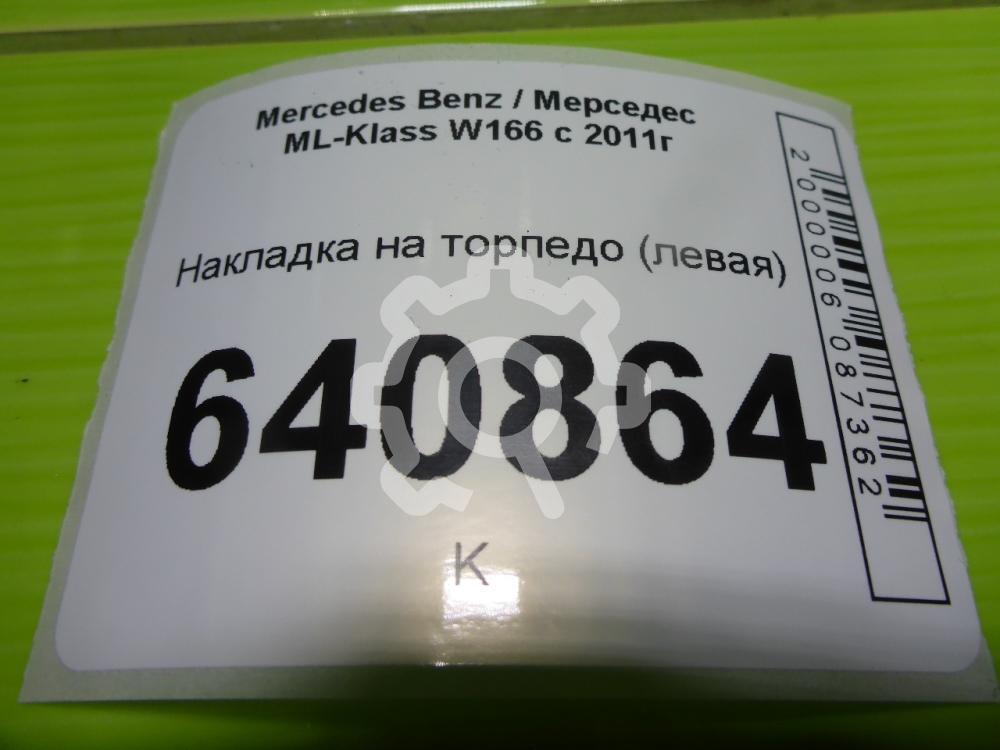 Mercedes Benz / Мерседес
ML-Klass W166 с 2011г
Накладка на торпедо (левая)
640864
К
2000006087362